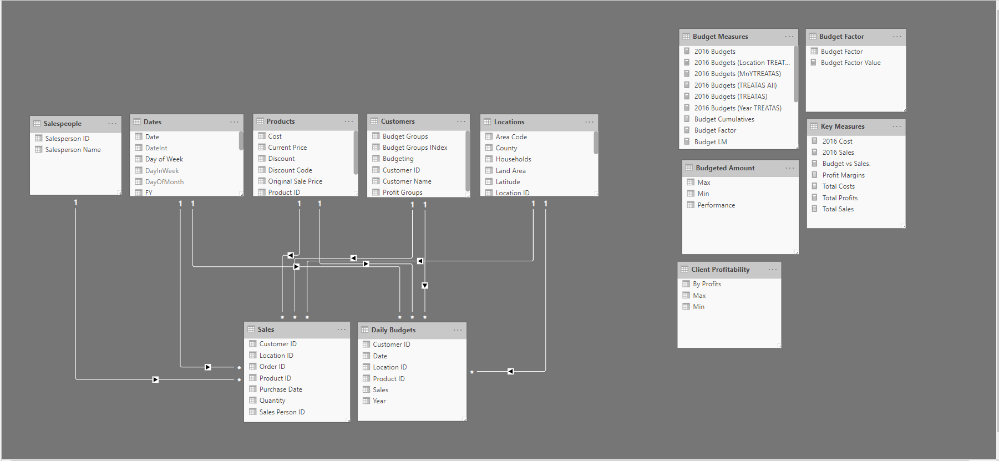 Budget Measures
2016 Budgets
2016 Budgets (Location TREAT...
2016 Budgets (MnYTREATAS)
2016 Budgets (TREATAS All)
2016 Budgets (TREATAS)
2016 Budgets (Year TREATAS)
Budget Cumulatives
Budget Factor
Budget LM
Budget Factor
Budget Factor
Budget Factor Value
Salespeople
Salesperson ID
Salesperson Name
Dates
Date
DateInt
Day of Week
DayInWeek
DayOfMonth
FY
Products
Cost
Current Price
Discount
Discount Code
Original Sale Price
Product ID
Customers
Budget Groups
Budget Groups INdex
Budgeting
Customer ID
Customer Name
Profit Groups
Locations
Area Code
County
Households
Land Area
Latitude
Location ID
Key Measures
2016 Cost
2016 Sales
Budget vs Sales.
Profit Margins
Total Costs
Total Profits
Total Sales
Budgeted Amount
Max
Min
Performance
1
1
1
1
1
1
1
1
1
Client Profitability
By Profits
Max
Min
*
*
*
*
*
*
Sales
Customer ID
Location ID
Order ID
Product ID
Purchase Date
Quantity
Sales Person ID
*
*
Daily Budgets
Customer ID
Date
Location ID
Product ID
Sales
Year
*